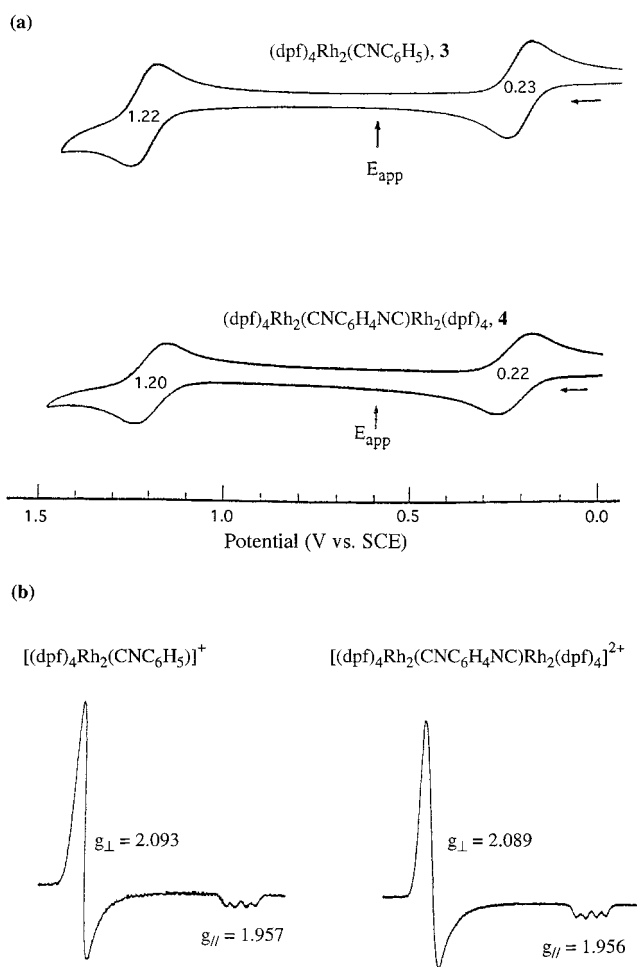 (a)
(dpf)₄Rh₂(CNC₆H₅), 3
1.22
0.23
E_app
(dpf)₄Rh₂(CNC₆H₄NC)Rh₂(dpf)₄, 4
1.20
0.22
E_app
1.5 1.0 0.5 0.0
Potential (V vs. SCE)
(b)
[(dpf)₄Rh₂(CNC₆H₅)]⁺ [(dpf)₄Rh₂(CNC₆H₄NC)Rh₂(dpf)₄]²⁺
g⊥ = 2.093 g⊥ = 2.089
g// = 1.957 g// = 1.956